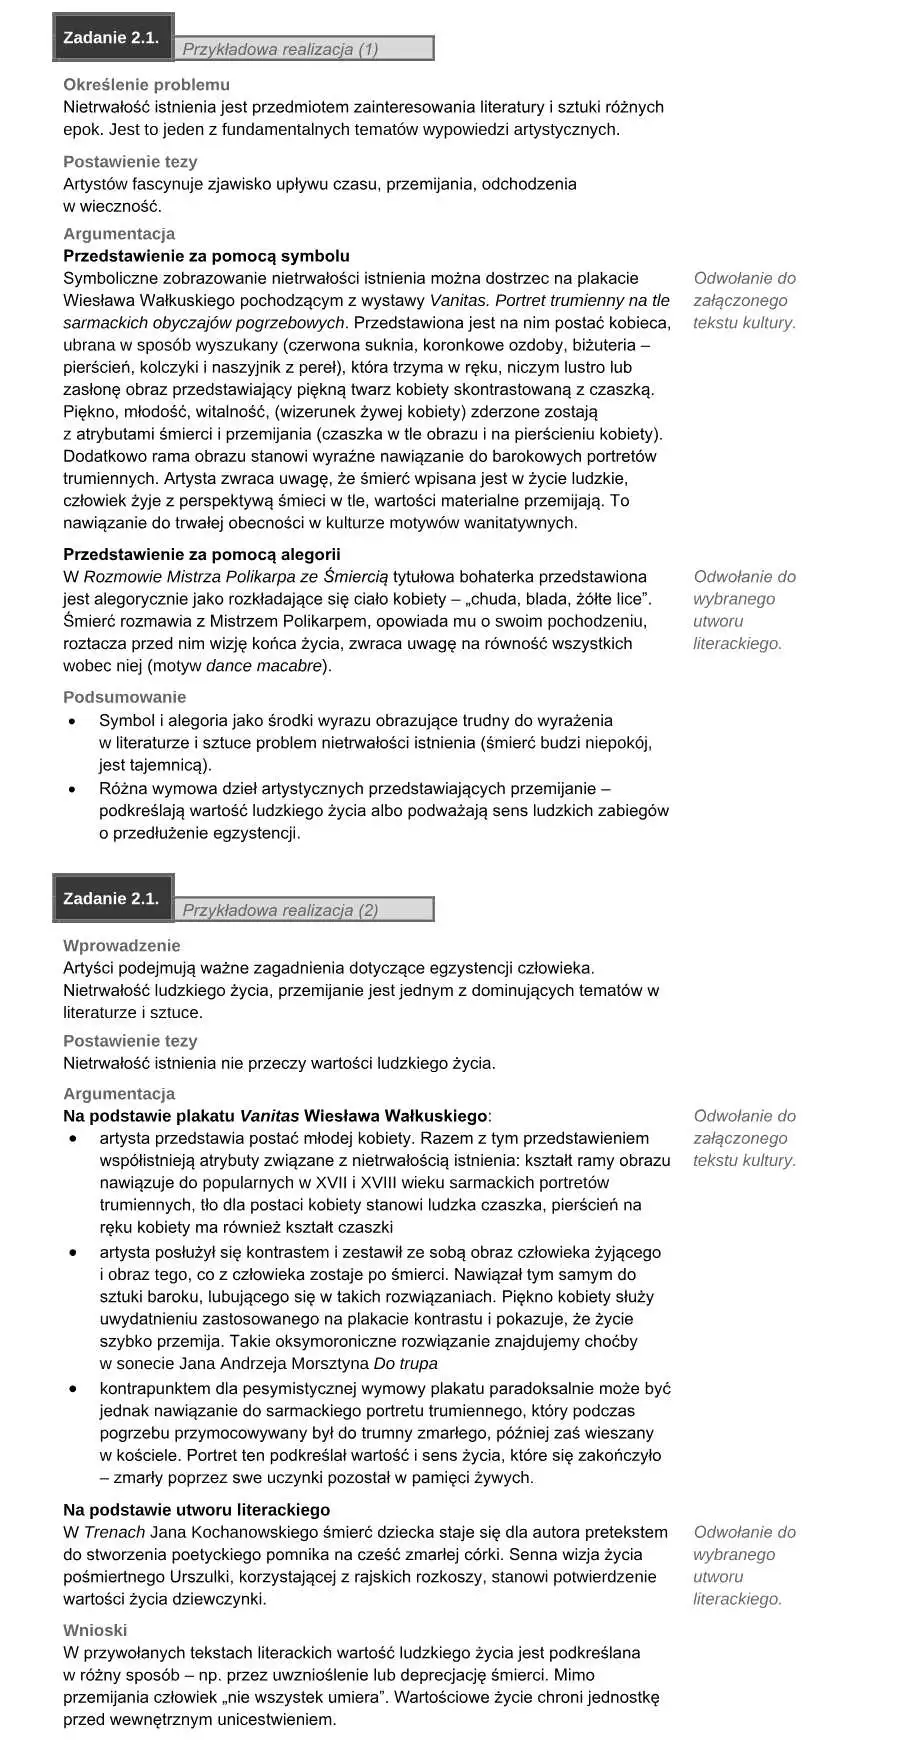 Zadanie 2.1.
Przykładowa realizacja (1)
Określenie problemu
Nietrwałość istnienia jest przedmiotem zainteresowania literatury i sztuki różnych
epok. Jest to jeden z fundamentalnych tematów wypowiedzi artystycznych.
Postawienie tezy
Artystów fascynuje zjawisko upływu czasu, przemijania, odchodzenia
w wieczność.
Argumentacja
Przedstawienie za pomocą symbolu
Symboliczne zobrazowanie nietrwałości istnienia można dostrzec na plakacie
Wiesława Wałkuskiego pochodzącym z wystawy Vanitas. Portret trumienny na tle
sarmackich obyczajów pogrzebowych. Przedstawiona jest na nim postać kobieca,
ubrana w sposób wyszukany (czerwona suknia, koronkowe ozdoby, biżuteria –
pierścień, kolczyki i naszyjnik z pereł), która trzyma w ręku, niczym lustro lub
zasłonę obraz przedstawiający piękną twarz kobiety skontrastowaną z czaszką.
Piękno, młodość, witalność, (wizerunek żywej kobiety) zderzone zostają
z atrybutami śmierci i przemijania (czaszka w tle obrazu i na pierścieniu kobiety).
Dodatkowo rama obrazu stanowi wyraźne nawiązanie do barokowych portretów
trumiennych. Artysta zwraca uwagę, że śmierć wpisana jest w życie ludzkie,
człowiek żyje z perspektywą śmieci w tle, wartości materialne przemijają. To
nawiązanie do trwałej obecności w kulturze motywów wanitatywnych.
Odwołanie do
załączonego
tekstu kultury.
Przedstawienie za pomocą alegorii
W Rozmowie Mistrza Polikarpa ze Śmiercią tytułowa bohaterka przedstawiona
jest alegorycznie jako rozkładające się ciało kobiety – „chuda, blada, żółte lice”.
Śmierć rozmawia z Mistrzem Polikarpem, opowiada mu o swoim pochodzeniu,
roztacza przed nim wizję końca życia, zwraca uwagę na równość wszystkich
wobec niej (motyw dance macabre).
Odwołanie do
wybranego
utworu
literackiego.
Podsumowanie
• Symbol i alegoria jako środki wyrazu obrazujące trudny do wyrażenia
w literaturze i sztuce problem nietrwałości istnienia (śmierć budzi niepokój,
jest tajemnicą).
• Różna wymowa dzieł artystycznych przedstawiających przemijanie –
podkreślają wartość ludzkiego życia albo podważają sens ludzkich zabiegów
o przedłużenie egzystencji.
Zadanie 2.1.
Przykładowa realizacja (2)
Wprowadzenie
Artyści podejmują ważne zagadnienia dotyczące egzystencji człowieka.
Nietrwałość ludzkiego życia, przemijanie jest jednym z dominujących tematów w
literaturze i sztuce.
Postawienie tezy
Nietrwałość istnienia nie przeczy wartości ludzkiego życia.
Argumentacja
Na podstawie plakatu Vanitas Wiesława Wałkuskiego:
• artysta przedstawia postać młodej kobiety. Razem z tym przedstawieniem
współistnieją atrybuty związane z nietrwałością istnienia: kształt ramy obrazu
nawiązuje do popularnych w XVII i XVIII wieku sarmackich portretów
trumiennych, tło dla postaci kobiety stanowi ludzka czaszka, pierścień na
ręku kobiety ma również kształt czaszki
• artysta posłużył się kontrastem i zestawił ze sobą obraz człowieka żyjącego
i obraz tego, co z człowieka zostaje po śmierci. Nawiązał tym samym do
sztuki baroku, lubującego się w takich rozwiązaniach. Piękno kobiety służy
uwydatnieniu zastosowanego na plakacie kontrastu i pokazuje, że życie
szybko przemija. Takie oksymoroniczne rozwiązanie znajdujemy choćby
w sonecie Jana Andrzeja Morsztyna Do trupa
• kontrapunktem dla pesymistycznej wymowy plakatu paradoksalnie może być
jednak nawiązanie do sarmackiego portretu trumiennego, który podczas
pogrzebu przymocowywany był do trumny zmarłego, później zaś wieszany
w kościele. Portret ten podkreślał wartość i sens życia, które się zakończyło
– zmarły poprzez swe uczynki pozostał w pamięci żywych.
Odwołanie do
załączonego
tekstu kultury.
Na podstawie utworu literackiego
W Trenach Jana Kochanowskiego śmierć dziecka staje się dla autora pretekstem
do stworzenia poetyckiego pomnika na cześć zmarłej córki. Senna wizja życia
pośmiertnego Urszulki, korzystającej z rajskich rozkoszy, stanowi potwierdzenie
wartości życia dziewczynki.
Odwołanie do
wybranego
utworu
literackiego.
Wnioski
W przywołanych tekstach literackich wartość ludzkiego życia jest podkreślana
w różny sposób – np. przez uwznioślenie lub deprecjację śmierci. Mimo
przemijania człowiek „nie wszystek umiera”. Wartościowe życie chroni jednostkę
przed wewnętrznym unicestwieniem.